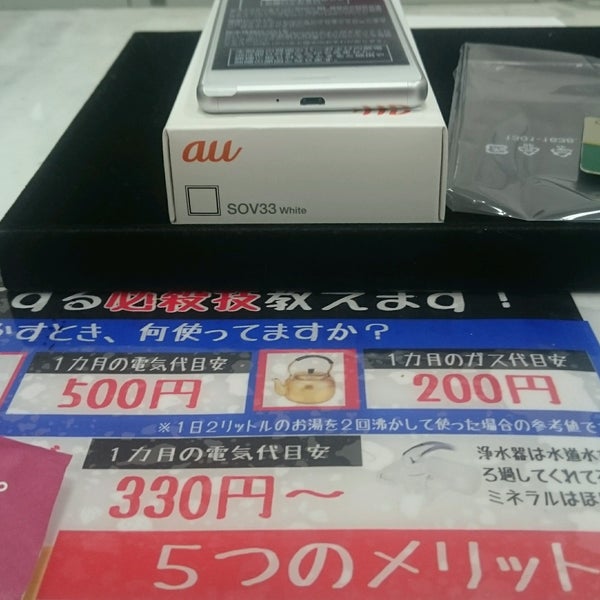 au
SOV33 White
する必殺技教えます!
かすとき、何使ってますか?
1カ月の電気代目安
500円
1カ月のガス代目安
200円
※1日2リットルのお湯を2回沸かして使った場合の参考値で
1カ月の電気代目安
330円～
浄水器は水道水
ろ過してくれて
ミネラルはほ
5つのメリット